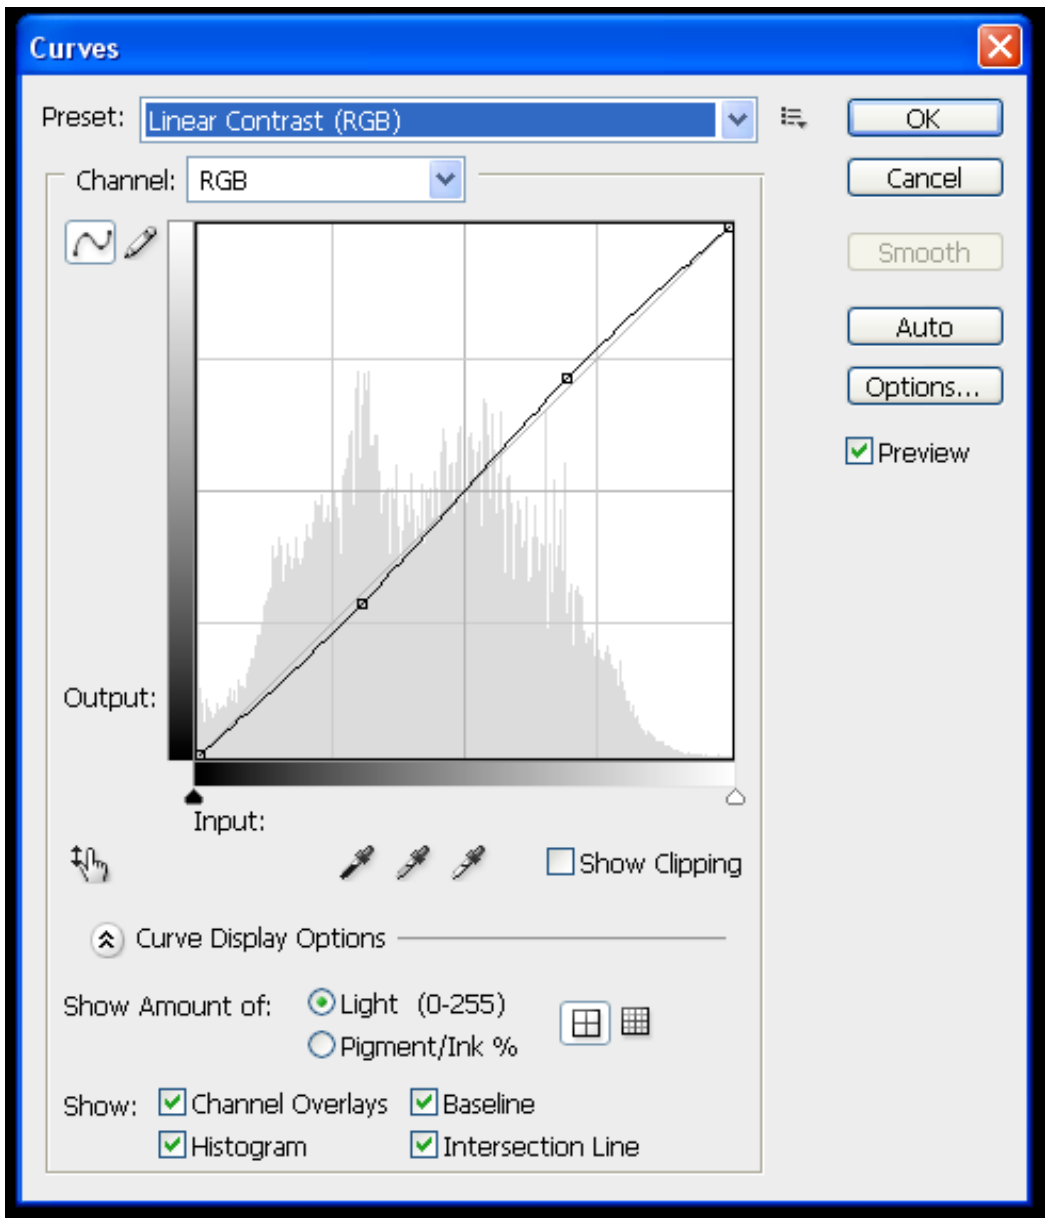 Curves
Preset: Linear Contrast (RGB)
OK
Channel: RGB
Cancel
Smooth
Auto
Options...
Preview
Output:
Input:
Show Clipping
Curve Display Options
Show Amount of: Light (0-255)
Pigment/Ink %
Show: Channel Overlays Baseline
Histogram Intersection Line